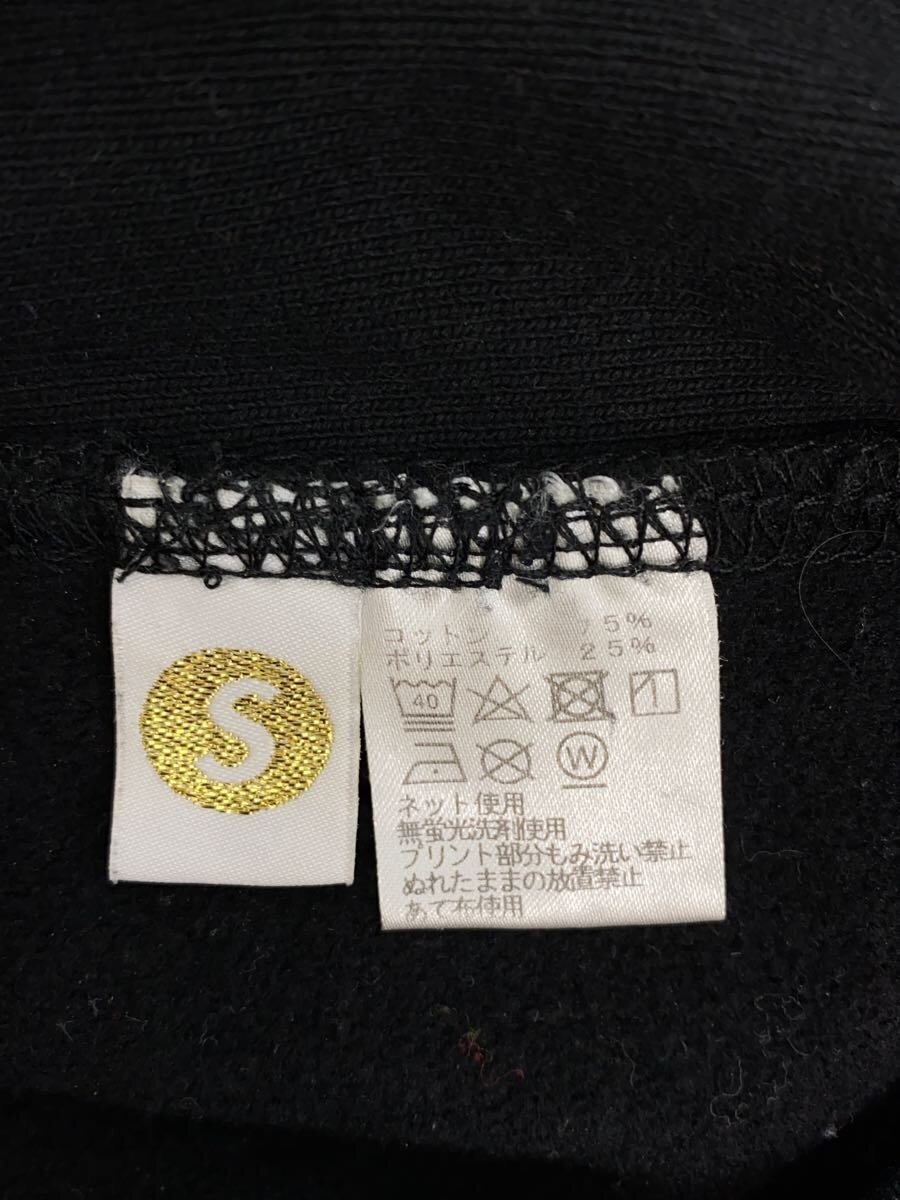 S
コットン 75%
ポリエステル 25%
40
W
ネット使用
無蛍光洗剤使用
プリント部分もみ洗い禁止
ぬれたままの放置禁止
あて布使用